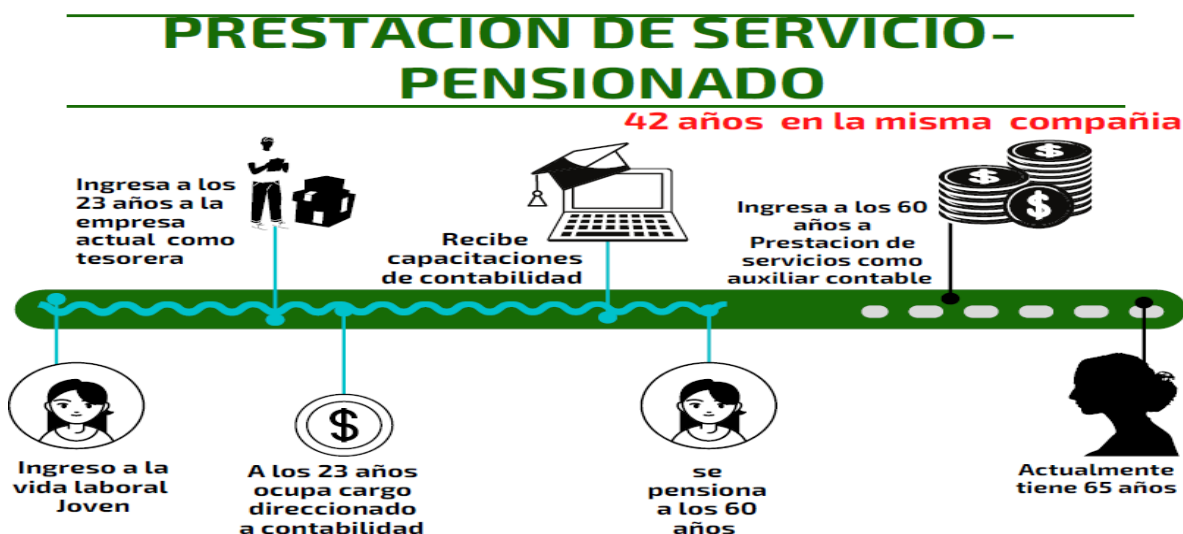 PRESTACION DE SERVICIO-
PENSIONADO
42 años en la misma compañia
Ingresa a los
23 años a la
empresa
actual como
tesorera
Recibe
capacitaciones
de contabilidad
Ingresa a los 60
años a
Prestacion de
servicios como
auxiliar contable
Ingreso a la
vida laboral
Joven
A los 23 años
ocupa cargo
direccionado
a contabilidad
se
pensiona
a los 60
años
Actualmente
tiene 65 años